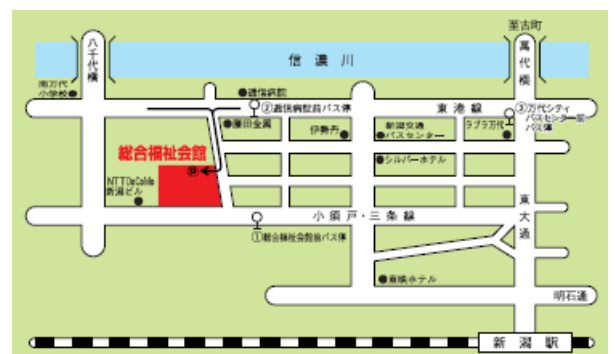 至古町
八千代橋
信濃川
萬代橋
南万代
小学校
逓信病院
②逓信病院前バス停
東港線
③万代シティ
バスセンター前
バス停
藤田金属
伊勢丹
新潟交通
バスセンター
ラブラ万代
総合福祉会館
P
シルバーホテル
NTT DoCoMo
新潟ビル
小須戸・三条線
東大通
①総合福祉会館前バス停
東映ホテル
明石通
新潟駅